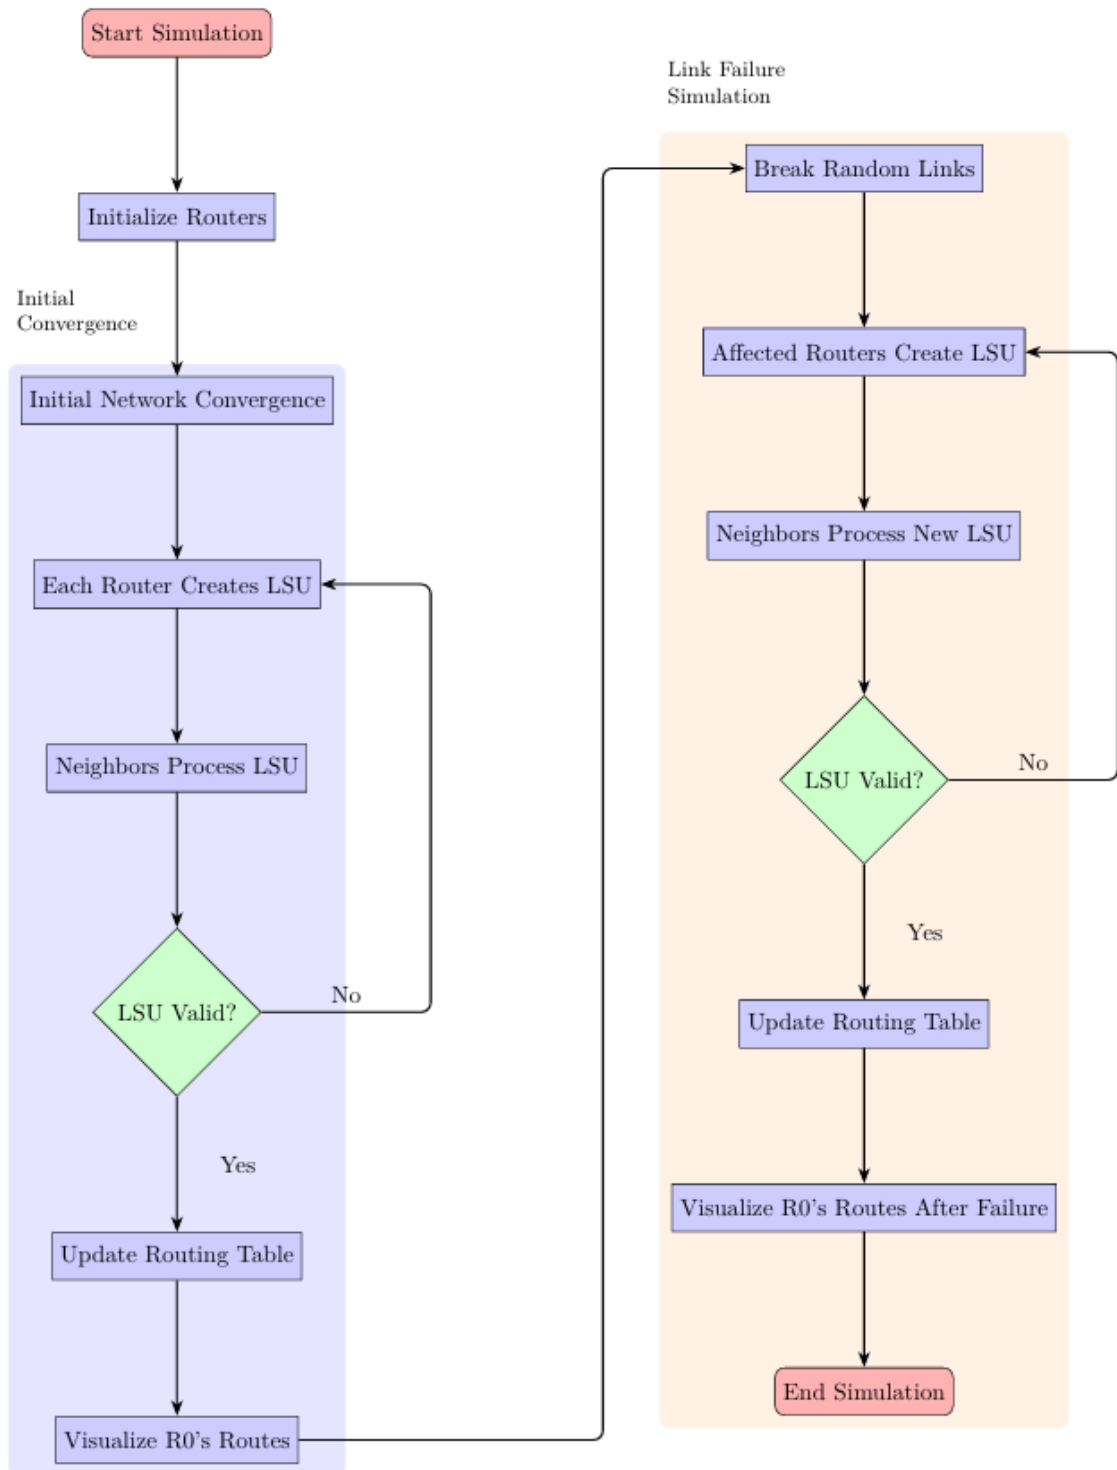 Start Simulation
Initialize Routers
Initial
Convergence
Initial Network Convergence
Each Router Creates LSU
Neighbors Process LSU
LSU Valid?
No
Yes
Update Routing Table
Visualize R0's Routes
Link Failure
Simulation
Break Random Links
Affected Routers Create LSU
Neighbors Process New LSU
LSU Valid?
No
Yes
Update Routing Table
Visualize R0's Routes After Failure
End Simulation